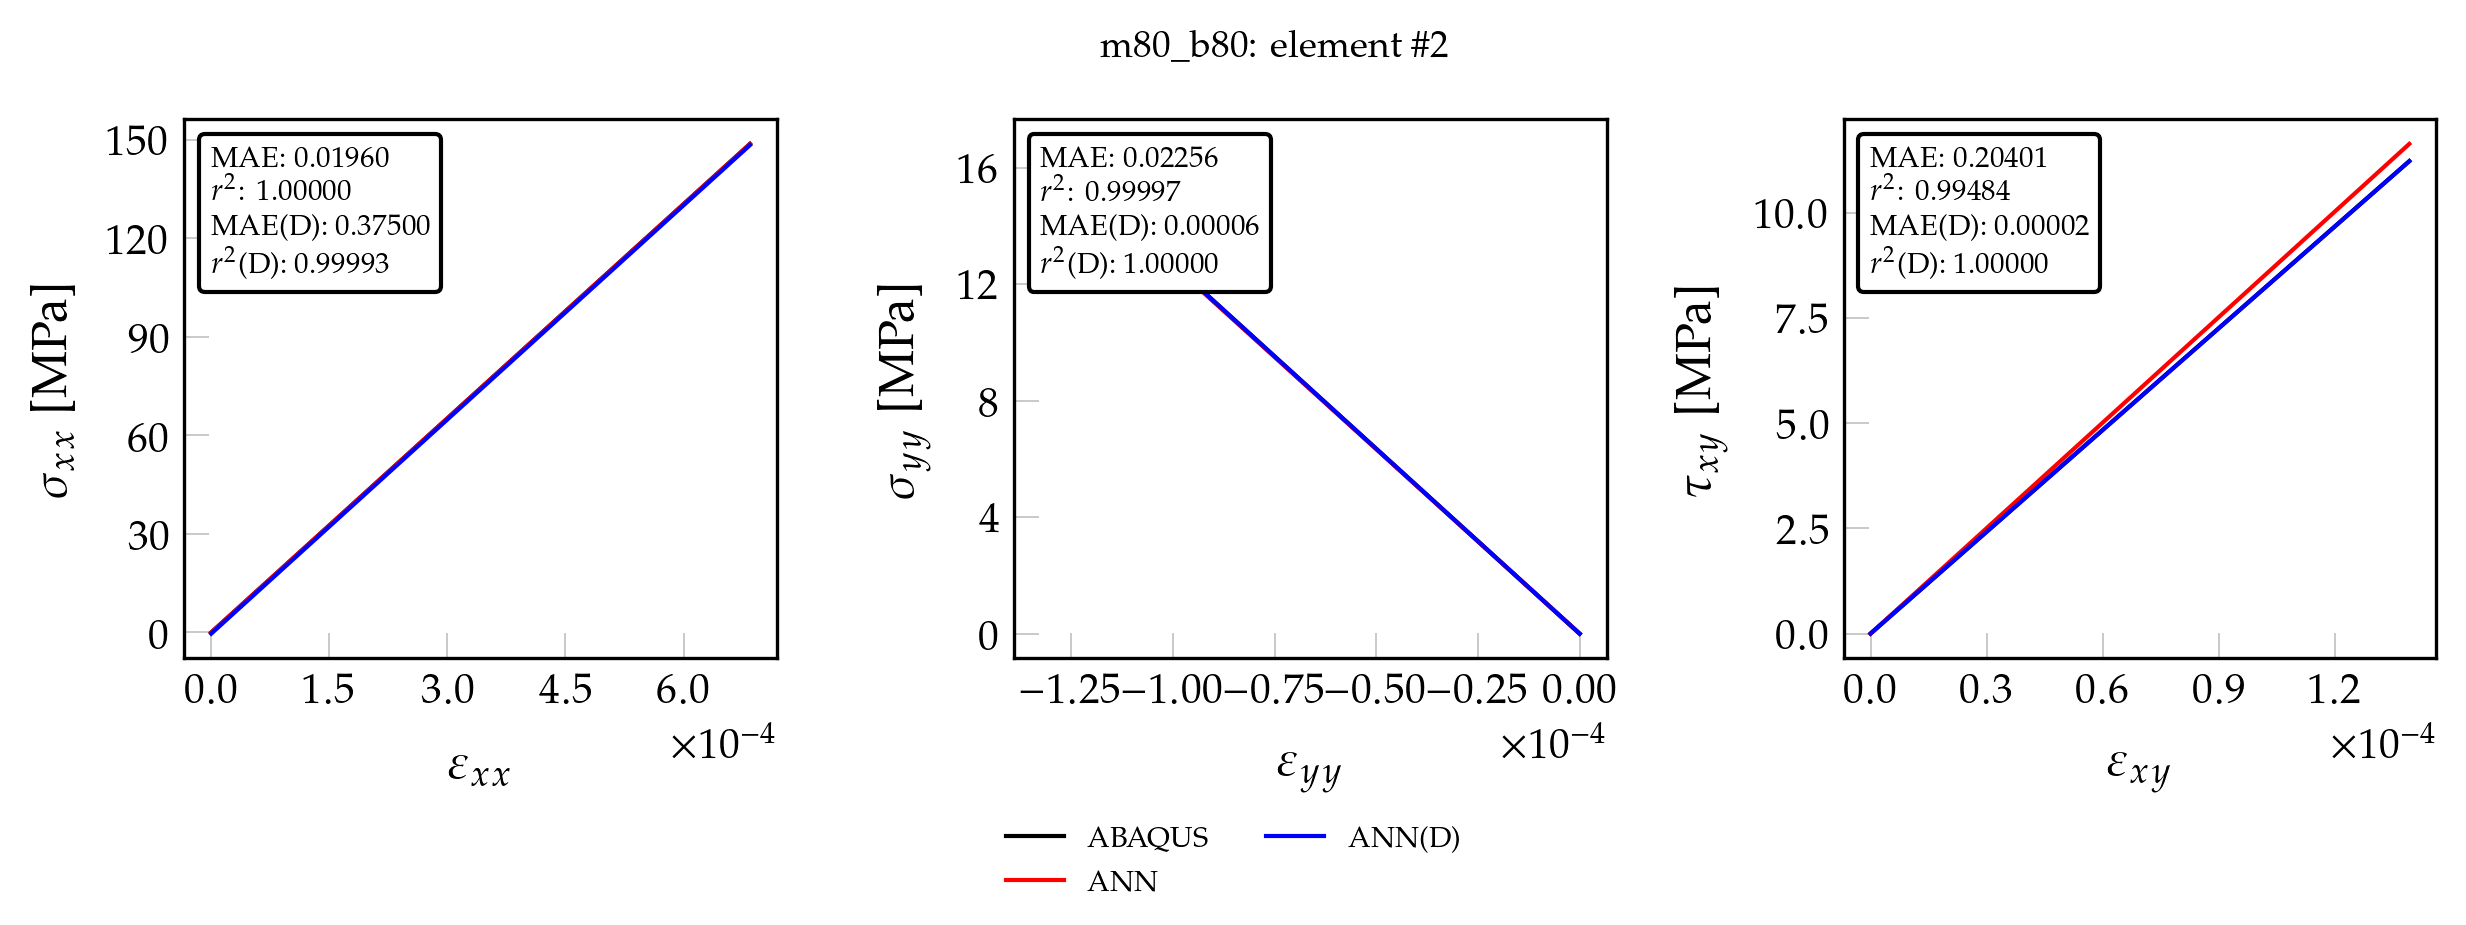 m80_b80: element #2
MAE: 0.01960
r²: 1.00000
MAE(D): 0.37500
r²(D): 0.99993
150
120
90
60
30
0
σxx [MPa]
0.0 1.5 3.0 4.5 6.0
×10⁻⁴
εxx
MAE: 0.02256
r²: 0.99997
MAE(D): 0.00006
r²(D): 1.00000
16
12
8
4
0
σyy [MPa]
−1.25 −1.00 −0.75 −0.50 −0.25 0.00
×10⁻⁴
εyy
MAE: 0.20401
r²: 0.99484
MAE(D): 0.00002
r²(D): 1.00000
10.0
7.5
5.0
2.5
0.0
τxy [MPa]
0.0 0.3 0.6 0.9 1.2
×10⁻⁴
εxy
ABAQUS
ANN
ANN(D)